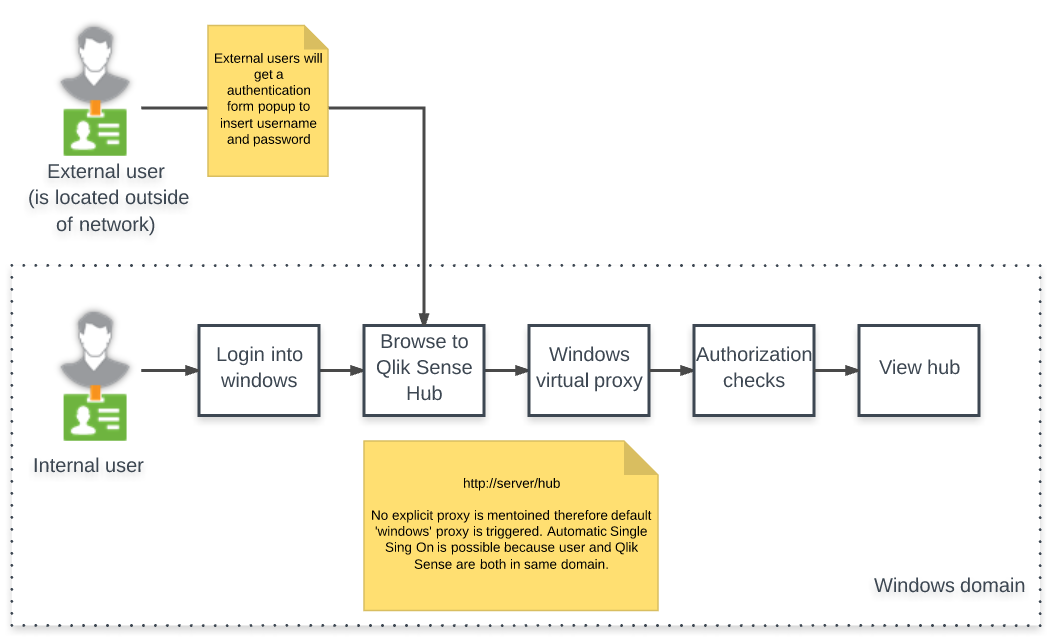 External users will
get a
authentication
form popup to
insert username
and password
External user
(is located outside
of network)
Login into
windows
Browse to
Qlik Sense
Hub
Windows
virtual proxy
Authorization
checks
View hub
Internal user
http://server/hub
No explicit proxy is mentoined therefore default
'windows' proxy is triggered. Automatic Single
Sing On is possible because user and Qlik
Sense are both in same domain.
Windows domain